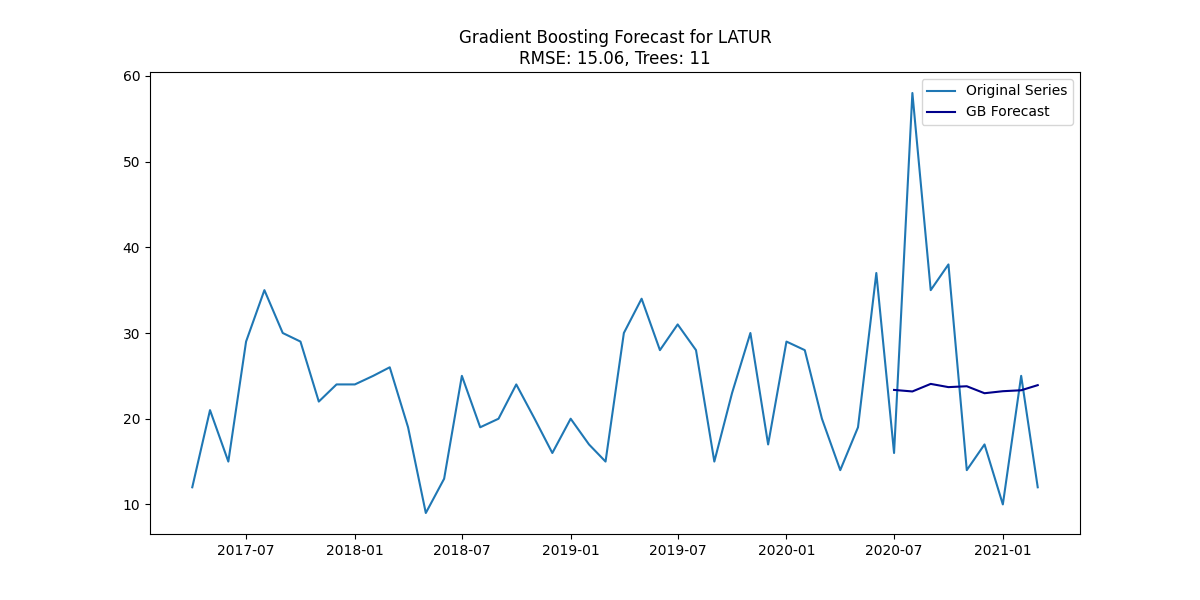 Gradient Boosting Forecast for LATUR
RMSE: 15.06, Trees: 11
Original Series
GB Forecast
60
50
40
30
20
10
2017-07 2018-01 2018-07 2019-01 2019-07 2020-01 2020-07 2021-01